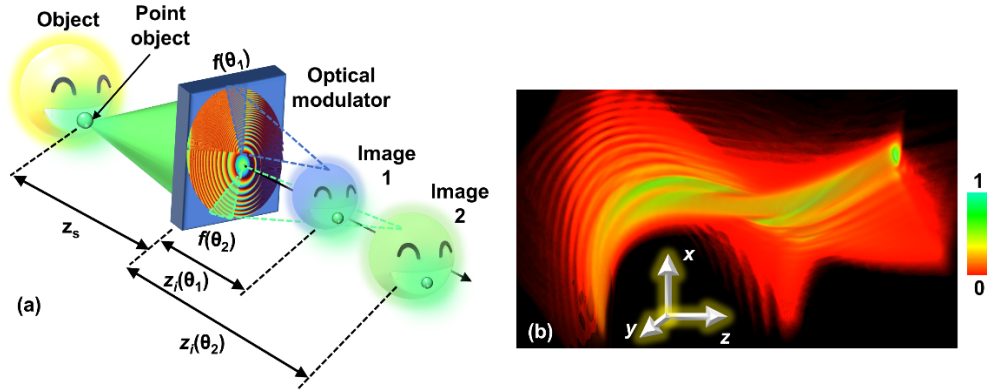 Object
Point
object
f(θ1)
Optical
modulator
Image
1
Image
2
f(θ2)
zs
zi(θ1)
zi(θ2)
(a)
x
y
z
(b)
1
0